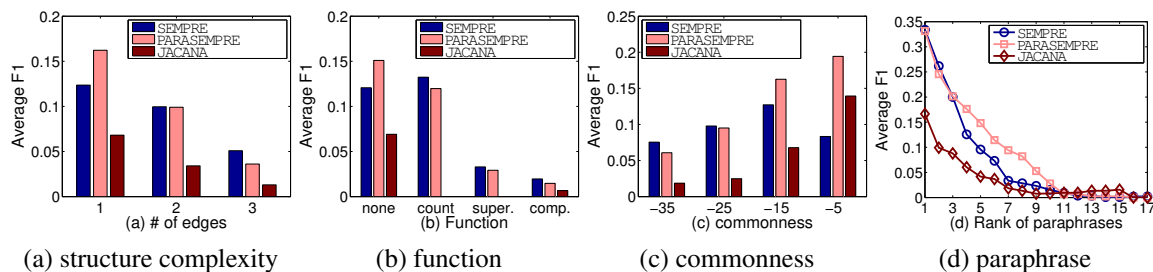 0.2
0.15
0.1
0.05
0
Average F1
SEMPRE
PARASEMPRE
JACANA
1 2 3
(a) # of edges
0.2
0.15
0.1
0.05
0
Average F1
SEMPRE
PARASEMPRE
JACANA
none count super. comp.
(b) Function
0.25
0.2
0.15
0.1
0.05
0
Average F1
SEMPRE
PARASEMPRE
JACANA
−35 −25 −15 −5
(c) commonness
0.35
0.3
0.25
0.2
0.15
0.1
0.05
0
Average F1
SEMPRE
PARASEMPRE
JACANA
1 3 5 7 9 11 13 15 17
(d) Rank of paraphrases
(a) structure complexity
(b) function
(c) commonness
(d) paraphrase